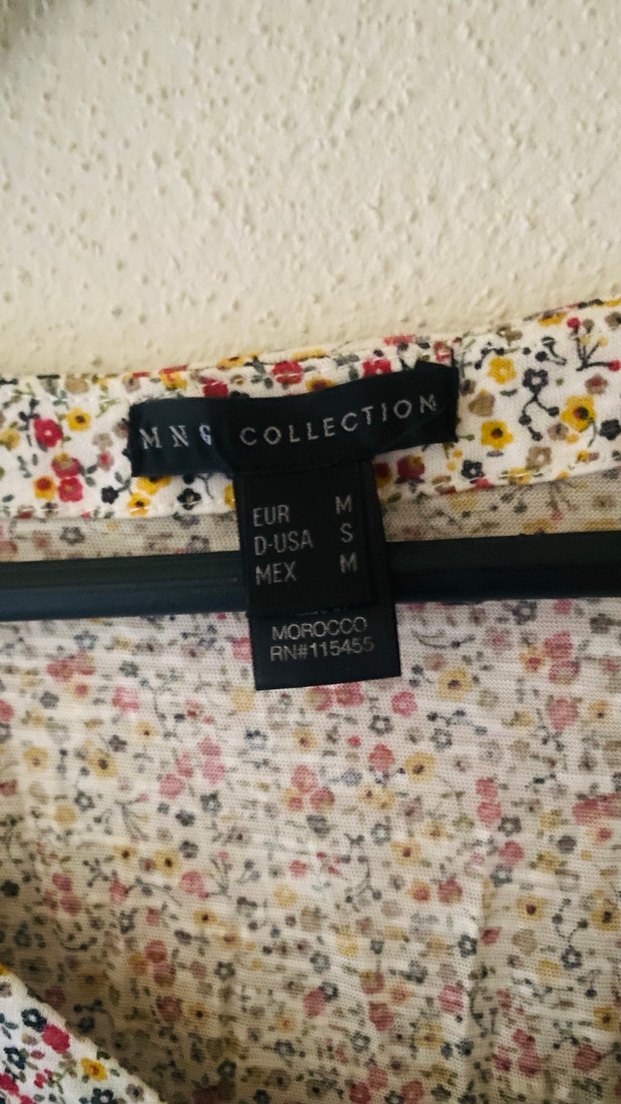 MNG COLLECTION
EUR M
D-USA S
MEX M
MOROCCO
RN#115455